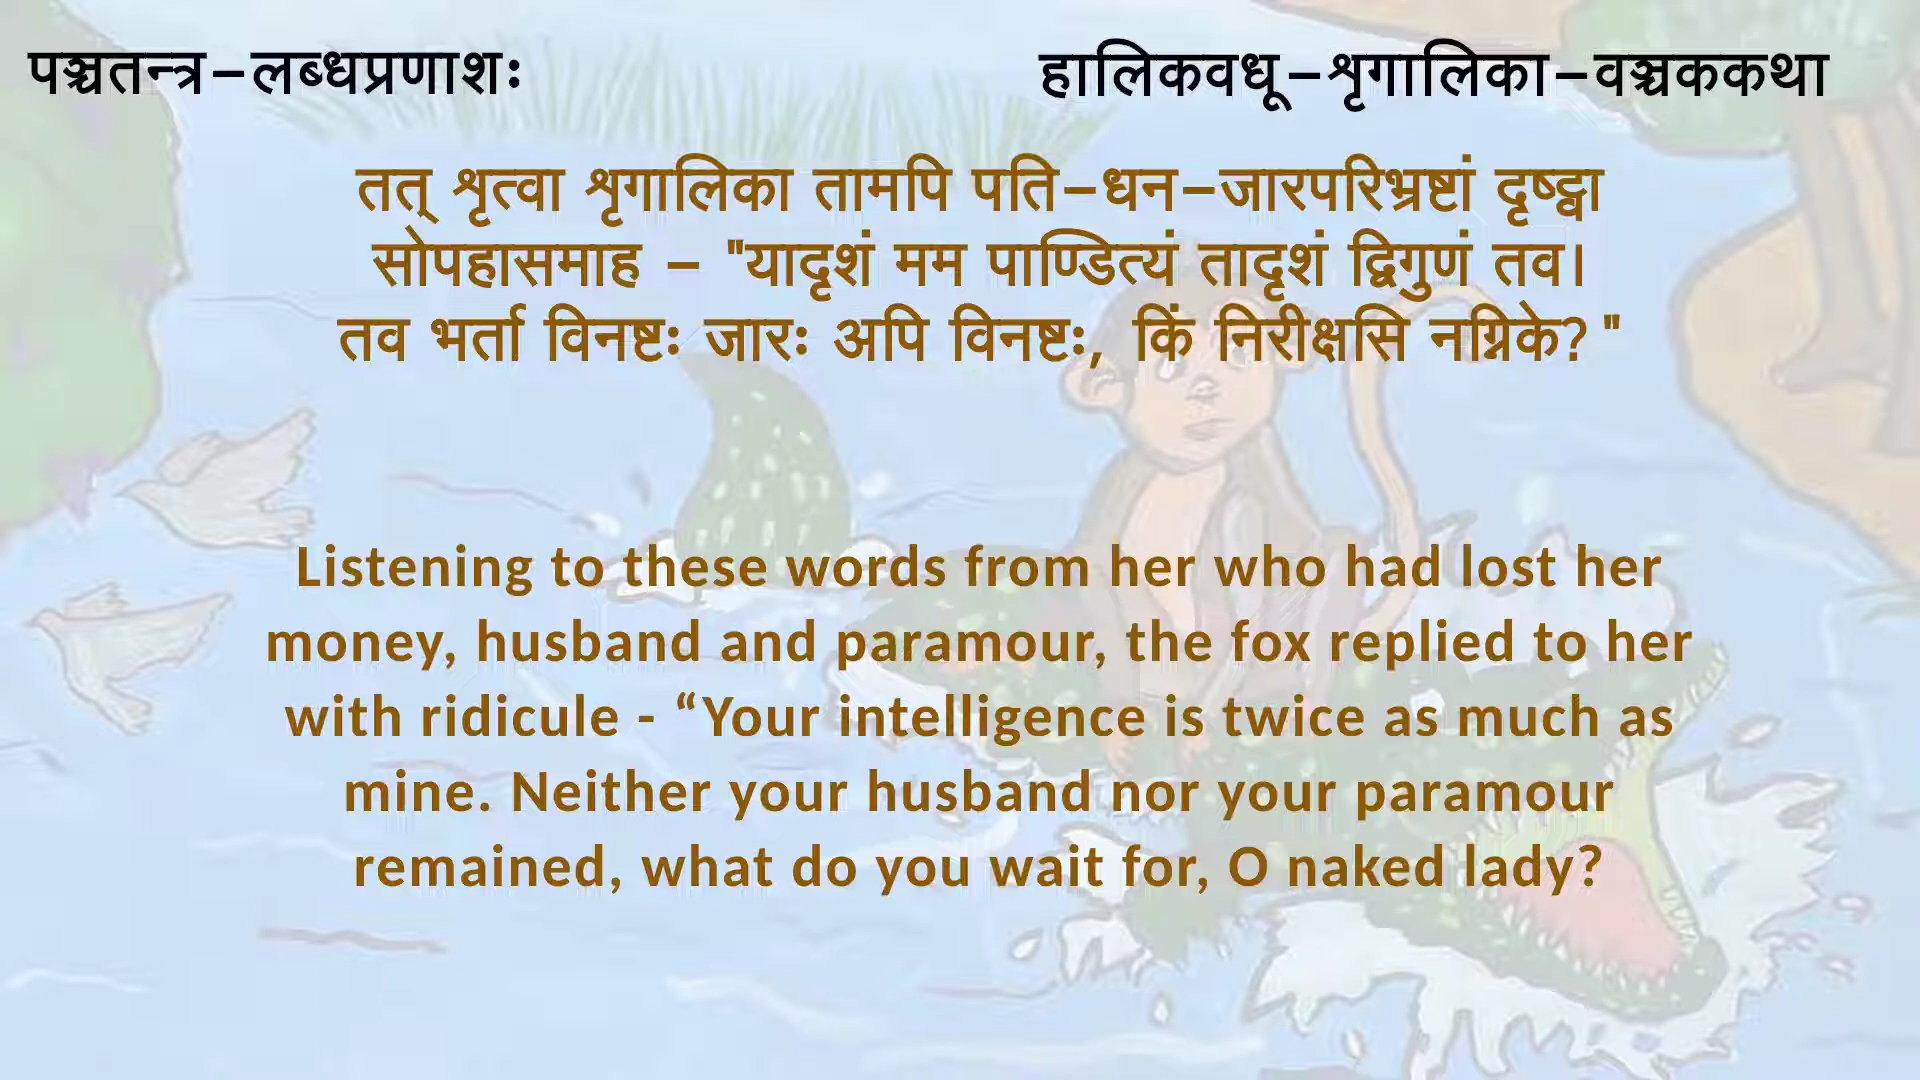 पञ्चतन्त्र–लब्धप्रणाशः
हालिकवधू–शृगालिका–वञ्चककथा
तत् शृत्वा शृगालिका तामपि पति–धन–जारपरिभ्रष्टां दृष्ट्वा
सोपहासमाह – "यादृशं मम पाण्डित्यं तादृशं द्विगुणं तव।
तव भर्ता विनष्टः जारः अपि विनष्टः, किं निरीक्षसि नग्निके? "
Listening to these words from her who had lost her
money, husband and paramour, the fox replied to her
with ridicule - “Your intelligence is twice as much as
mine. Neither your husband nor your paramour
remained, what do you wait for, O naked lady?